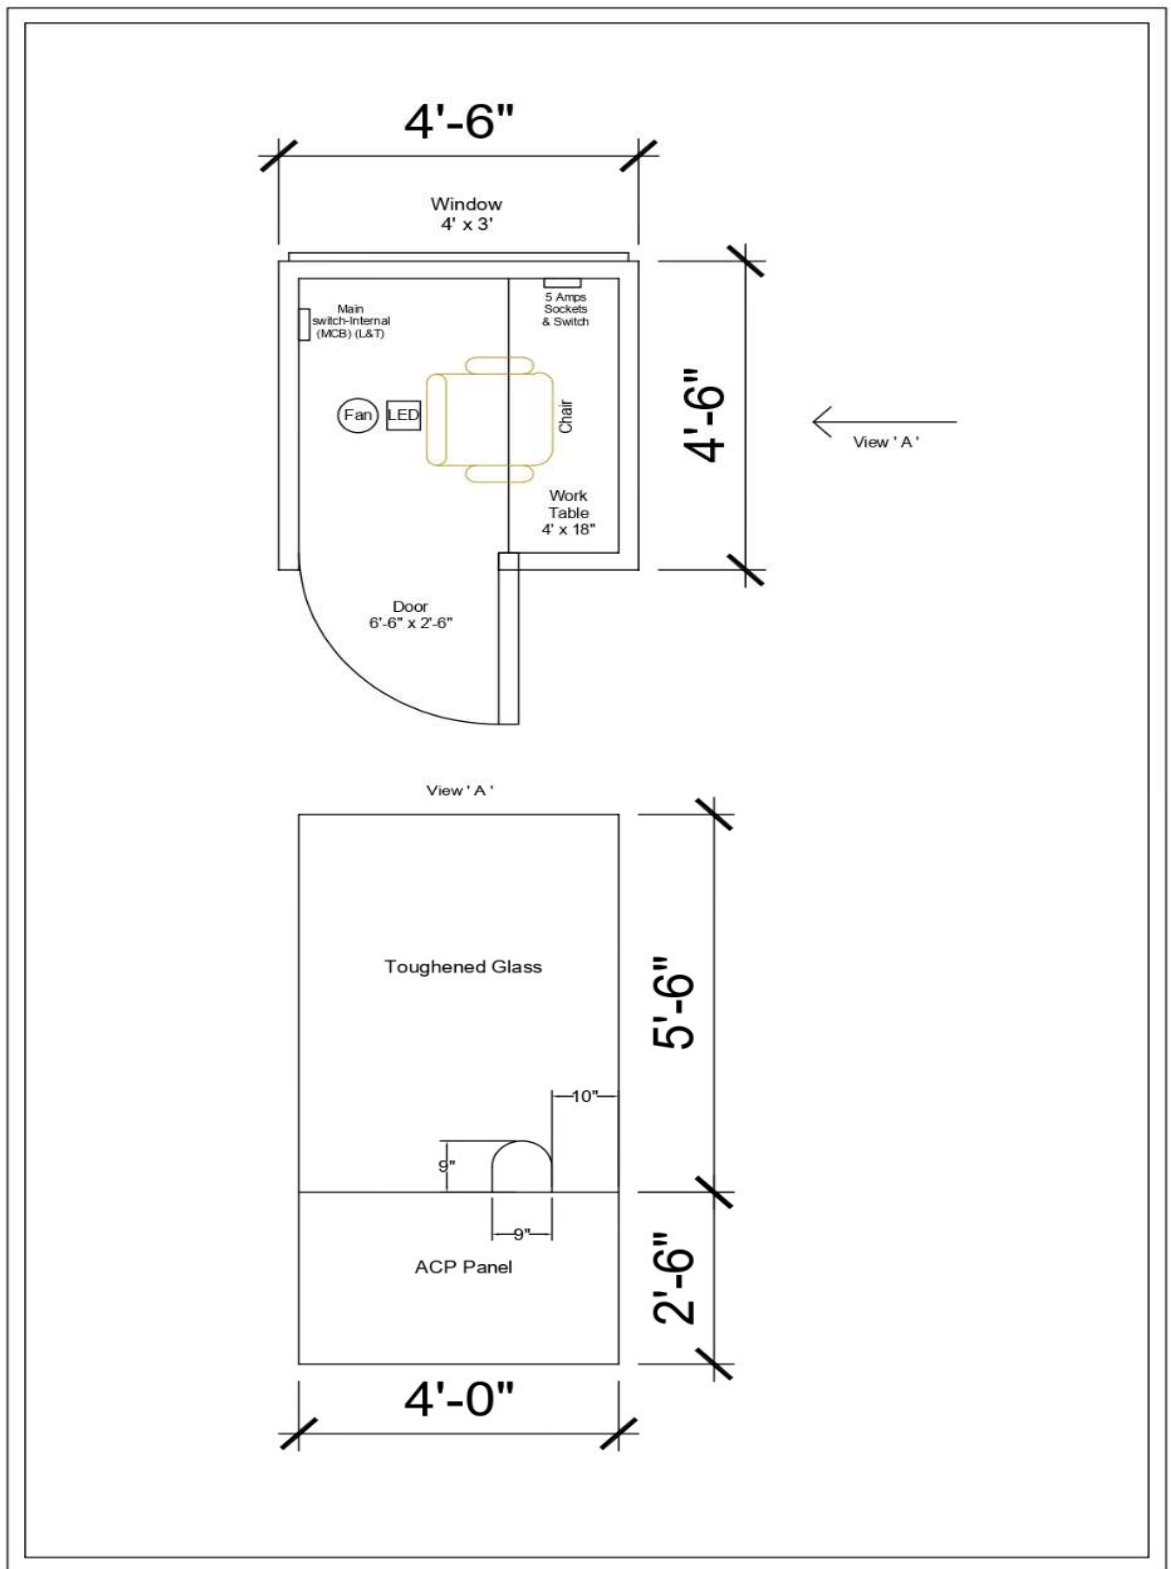 4'-6"
Window
4' x 3'
Main
switch-Internal
(MCB) (L&T)
5 Amps
Sockets
& Switch
Fan
LED
Chair
4'-6"
View ' A '
Work
Table
4' x 18"
Door
6'-6" x 2'-6"
View ' A '
Toughened Glass
5'-6"
10"
9"
9"
ACP Panel
2'-6"
4'-0"